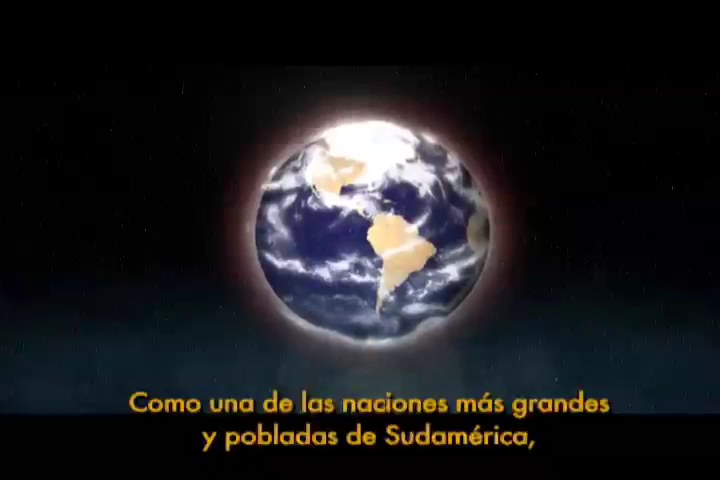 Como una de las naciones más grandes
y pobladas de Sudamérica,